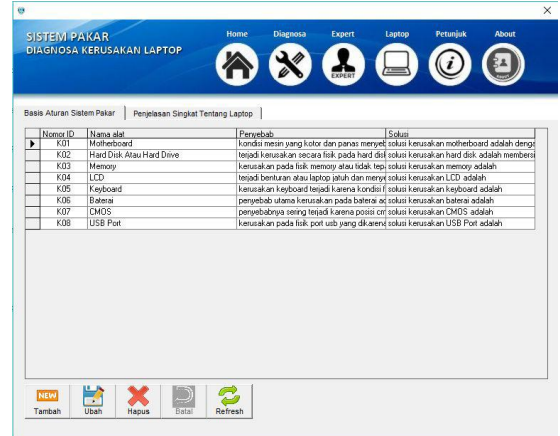 Home Diagnosa Expert Laptop Petunjuk About
SISTEM PAKAR
DIAGNOSA KERUSAKAN LAPTOP
EXPERT
Basis Aturan Sistem Pakar Penjelasan Singkat Tentang Laptop
Nomor ID Nama alat Penyebab Solusi
K01 Motherboard kondisi mesin yang kotor dan panas menyeb solusi kerusakan motherboard adalah denga
K02 Hard Disk Atau Hard Drive terjadi kerusakan secara fisik pada hard disl solusi kerusakan hard disk adalah membersi
K03 Memory kerusakan pada fisik memory atau tidak tep solusi kerusakan memory adalah
K04 LCD terjadi benturan atau laptop jatuh dan menye solusi kerusakan LCD adalah
K05 Keyboard kerusakan keyboard terjadi karena kondisi f solusi kerusakan keyboard adalah
K06 Baterai penyebab utama kerusakan pada baterai ac solusi kerusakan baterai adalah
K07 CMOS penyebabnya sering terjadi karena posisi cm solusi kerusakan CMOS adalah
K08 USB Port kerusakan pada fisik port usb yang dikarena solusi kerusakan USB Port adalah
NEW
Tambah Ubah Hapus Batal Refresh